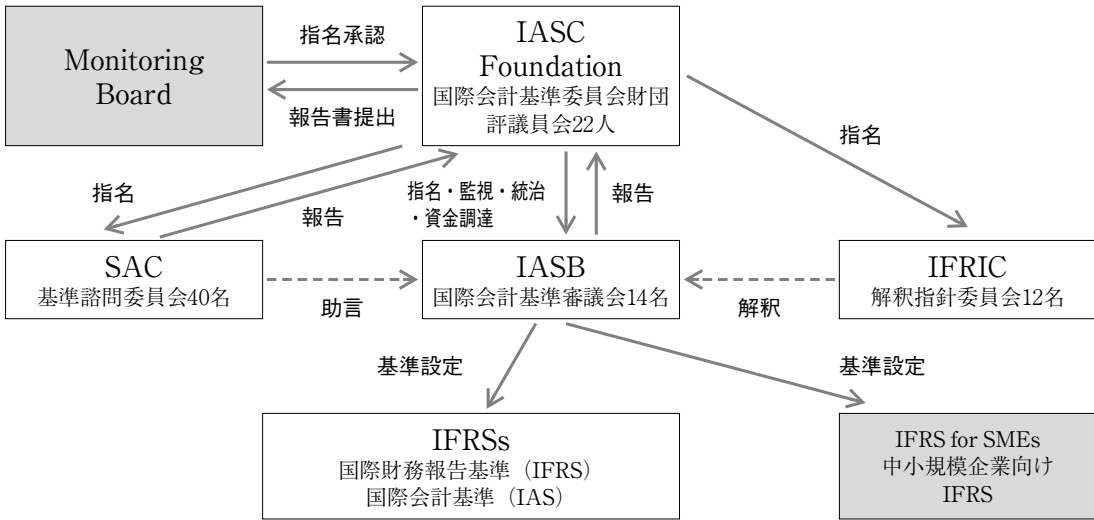 Monitoring
Board
指名承認
報告書提出
IASC
Foundation
国際会計基準委員会財団
評議員会22人
指名
指名
報告
指名・監視・統治
・資金調達
報告
SAC
基準諮問委員会40名
助言
IASB
国際会計基準審議会14名
解釈
IFRIC
解釈指針委員会12名
基準設定
基準設定
IFRSs
国際財務報告基準（IFRS）
国際会計基準（IAS）
IFRS for SMEs
中小規模企業向け
IFRS